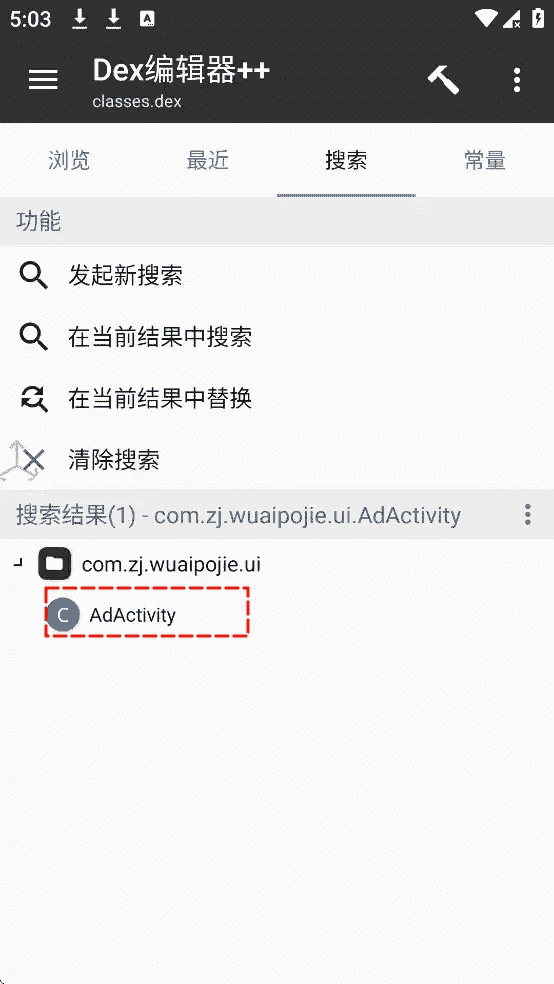 5:03
A
Dex编辑器++
classes.dex
浏览 最近 搜索 常量
功能
发起新搜索
在当前结果中搜索
在当前结果中替换
清除搜索
搜索结果(1) - com.zj.wuaipojie.ui.AdActivity
com.zj.wuaipojie.ui
C AdActivity